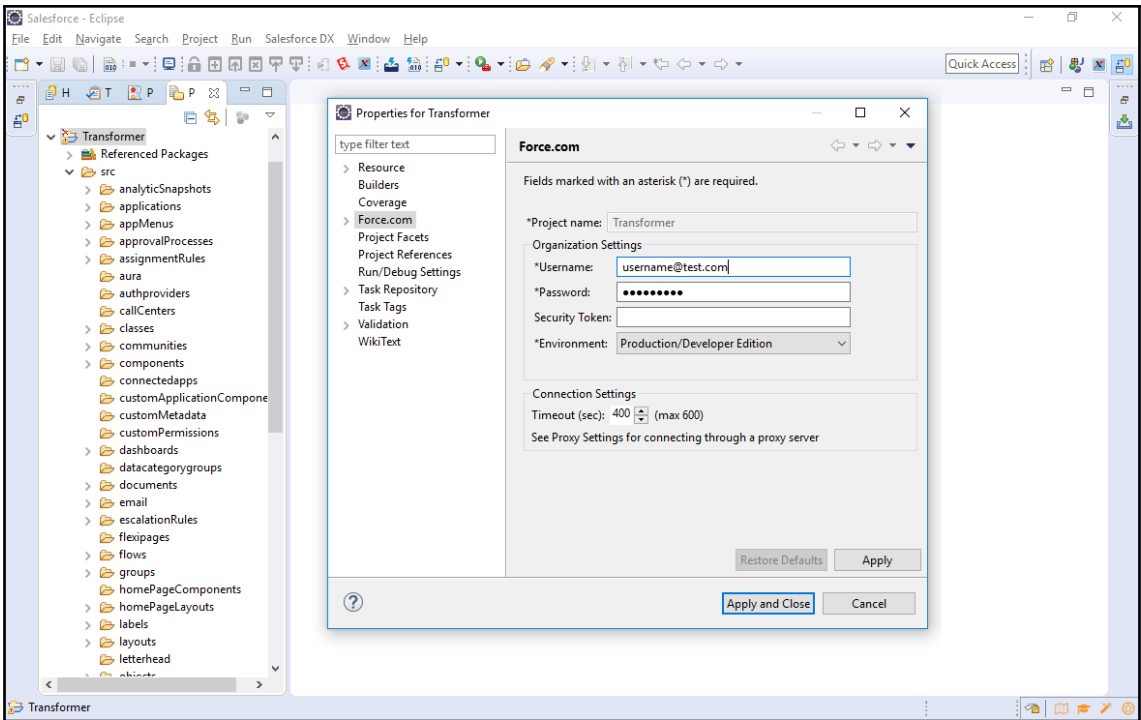 Salesforce - Eclipse
File Edit Navigate Search Project Run Salesforce DX Window Help
Quick Access
H T P P
Transformer
Referenced Packages
src
analyticSnapshots
applications
appMenus
approvalProcesses
assignmentRules
aura
authproviders
callCenters
classes
communities
components
connectedapps
customApplicationCompone
customMetadata
customPermissions
dashboards
datacategorygroups
documents
email
escalationRules
flexipages
flows
groups
homePageComponents
homePageLayouts
labels
layouts
letterhead
objects
Transformer
Properties for Transformer
type filter text
Resource
Builders
Coverage
Force.com
Project Facets
Project References
Run/Debug Settings
Task Repository
Task Tags
Validation
WikiText
Force.com
Fields marked with an asterisk (*) are required.
*Project name: Transformer
Organization Settings
*Username: username@test.com
*Password: ●●●●●●●●●
Security Token:
*Environment: Production/Developer Edition
Connection Settings
Timeout (sec): 400 (max 600)
See Proxy Settings for connecting through a proxy server
Restore Defaults Apply
? Apply and Close Cancel